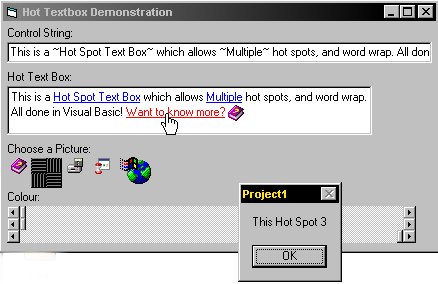 Hot Textbox Demonstration
Control String:
This is a ~Hot Spot Text Box~ which allows ~Multiple~ hot spots, and word wrap. All don
Hot Text Box:
This is a Hot Spot Text Box which allows Multiple hot spots, and word wrap.
All done in Visual Basic! Want to know more?
Choose a Picture:
Colour:
Project1
This Hot Spot 3
OK